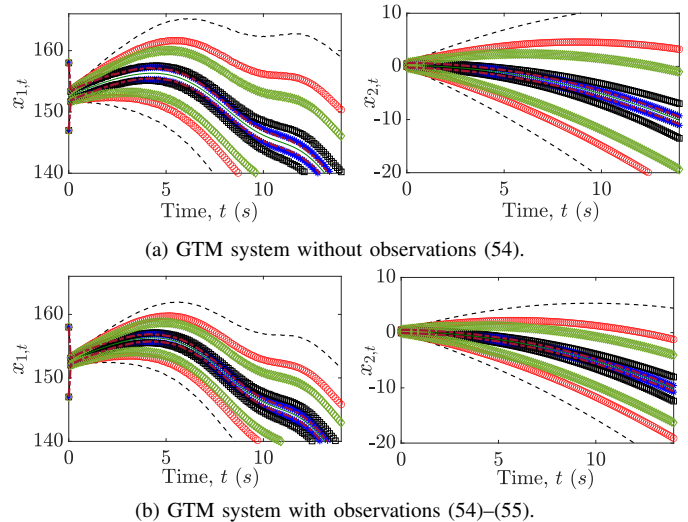 160
150
140
x₁,ₜ
0
5
10
Time, t (s)
10
0
-10
-20
x₂,ₜ
0
5
10
Time, t (s)
(a) GTM system without observations (54).
160
150
140
x₁,ₜ
0
5
10
Time, t (s)
10
0
-10
-20
x₂,ₜ
0
5
10
Time, t (s)
(b) GTM system with observations (54)–(55).